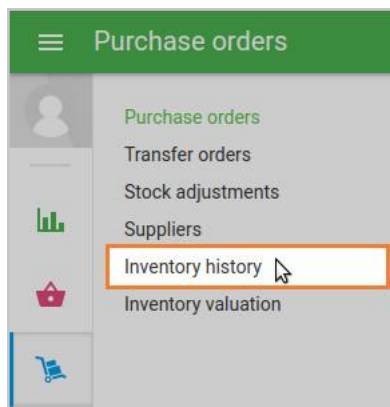 Purchase orders
Purchase orders
Transfer orders
Stock adjustments
Suppliers
Inventory history
Inventory valuation